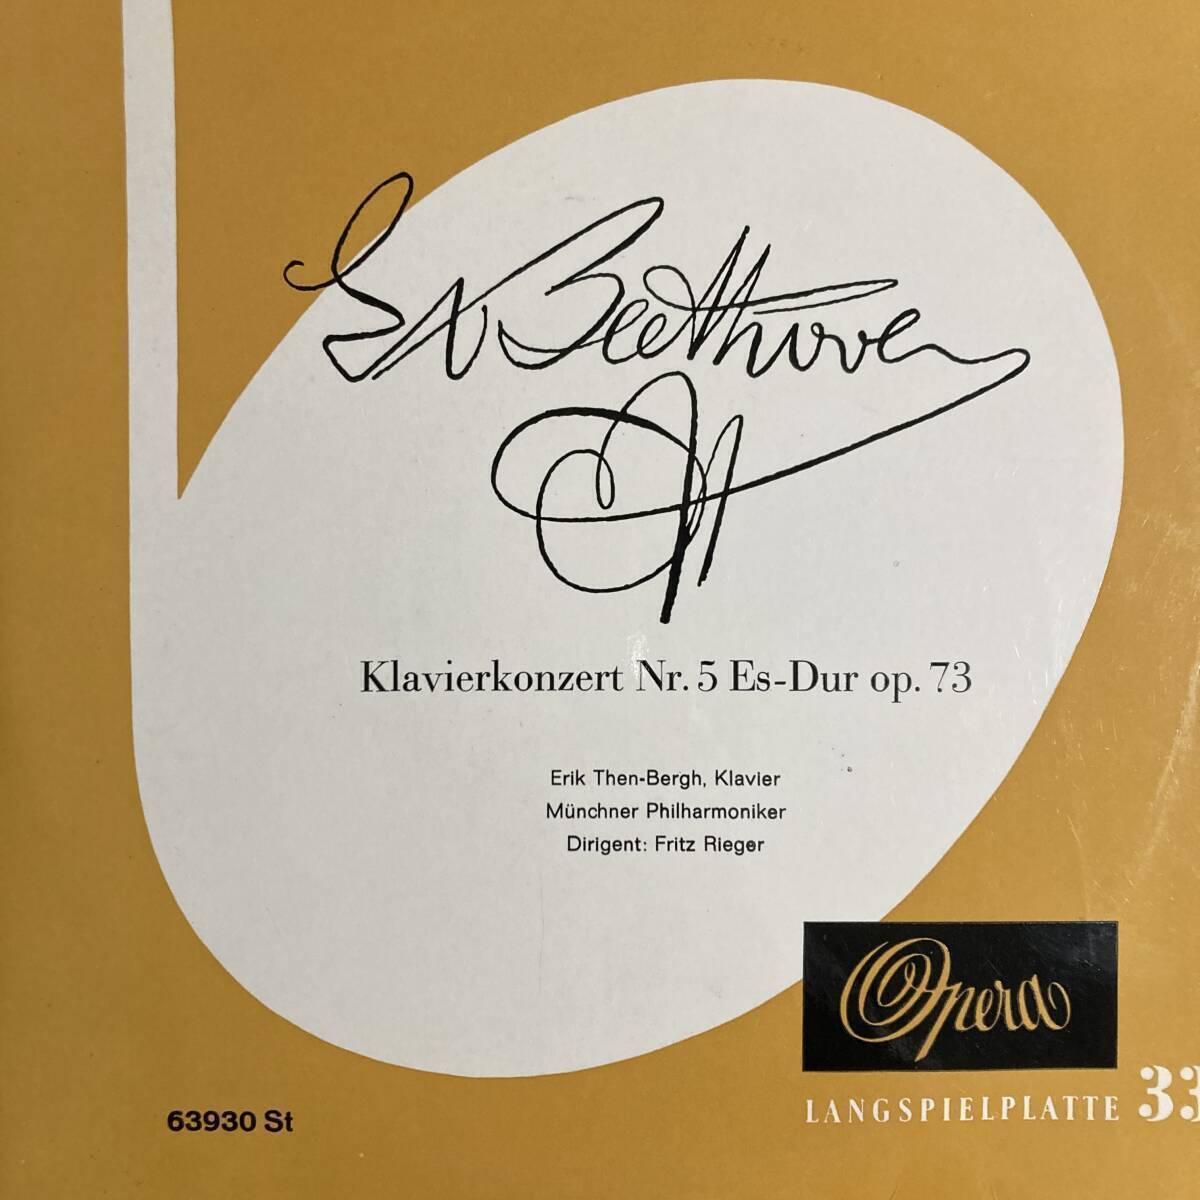 L v Beethoven
Klavierkonzert Nr. 5 Es-Dur op. 73
Erik Then-Bergh, Klavier
Münchner Philharmoniker
Dirigent: Fritz Rieger
Opera
LANGSPIELPLATTE 33
63930 St